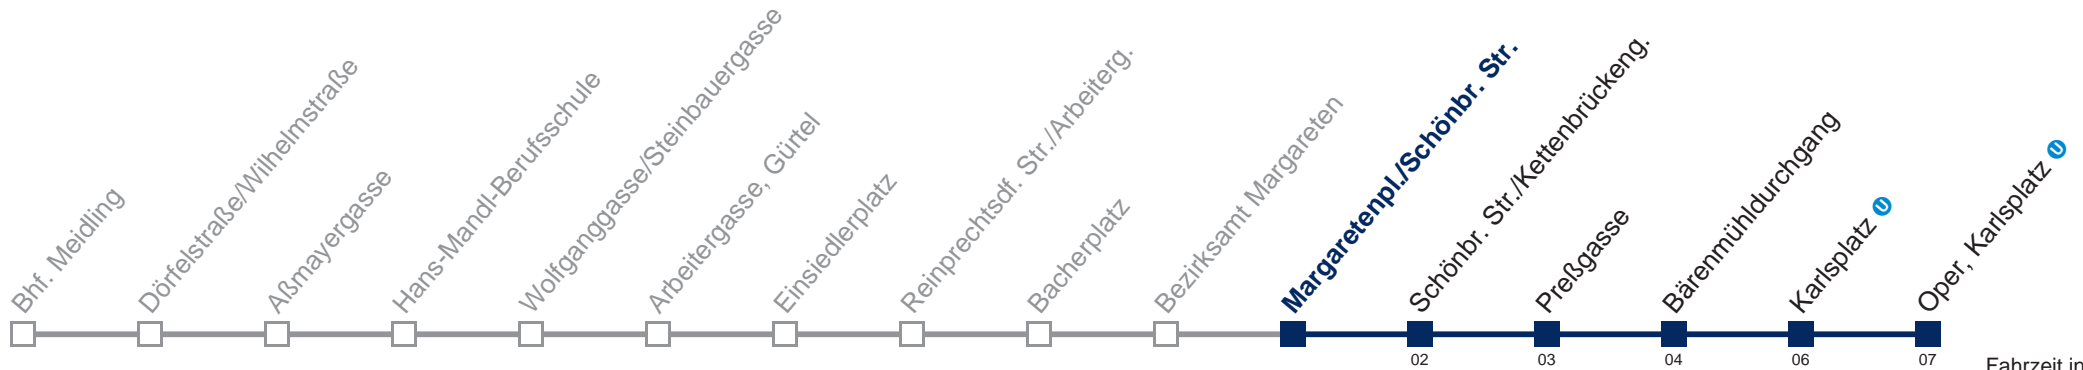 Bhf. Meidling
Dörfelstraße/Wilhelmstraße
Aßmayergasse
Hans-Mandl-Berufsschule
Wolfganggasse/Steinbauergasse
Arbeitergasse, Gürtel
Einsiedlerplatz
Reinprechtsdf. Str./Arbeiterg.
Bacherplatz
Bezirksamt Margareten
Margaretenpl./Schönbr. Str.
Schönbr. Str./Kettenbrückeng.
Preßgasse
Bärenmühldurchgang
Karlsplatz U
Oper, Karlsplatz U
02 03 04 06 07
Fahrzeit in